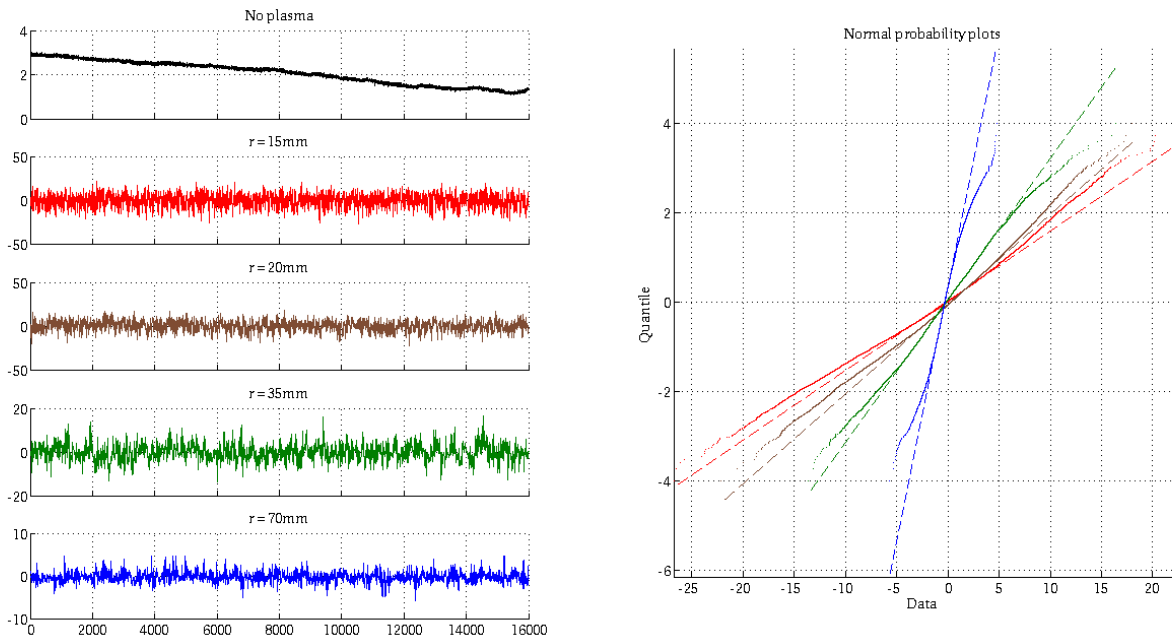 No plasma
4
2
0
r = 15mm
50
0
-50
r = 20mm
50
0
-50
r = 35mm
20
0
-20
r = 70mm
10
0
-10
0 2000 4000 6000 8000 10000 12000 14000 16000
Normal probability plots
Quantile
4
2
0
-2
-4
-6
-25 -20 -15 -10 -5 0 5 10 15 20
Data